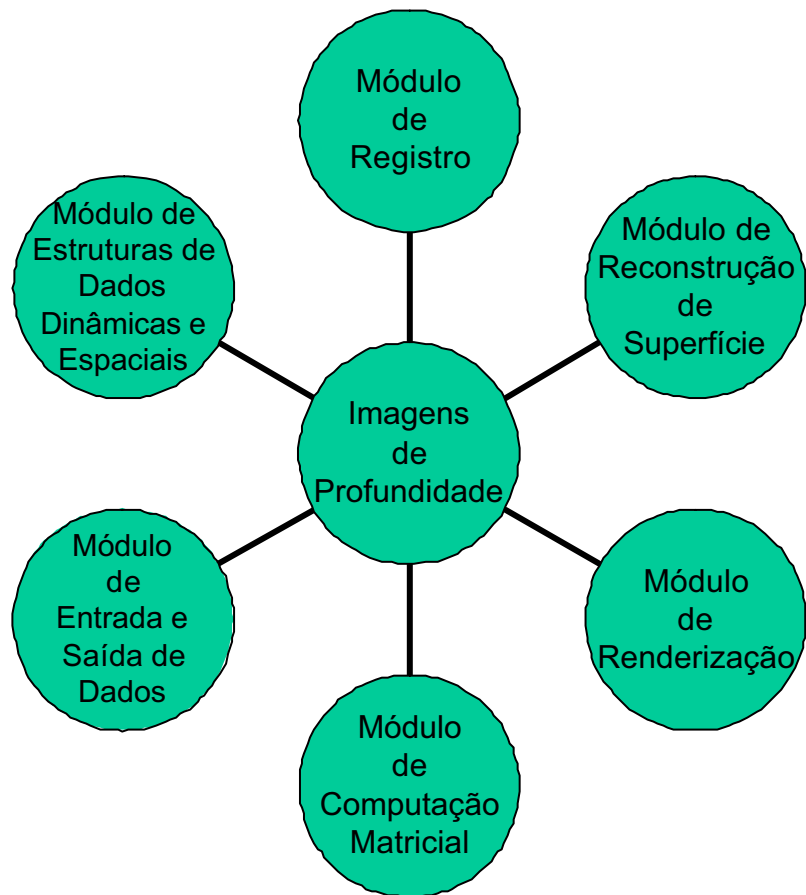 Módulo
de
Registro
Módulo de
Estruturas de
Dados
Dinâmicas e
Espaciais
Módulo de
Reconstrução
de
Superfície
Imagens
de
Profundidade
Módulo
de
Entrada e
Saída de
Dados
Módulo
de
Renderização
Módulo
de
Computação
Matricial